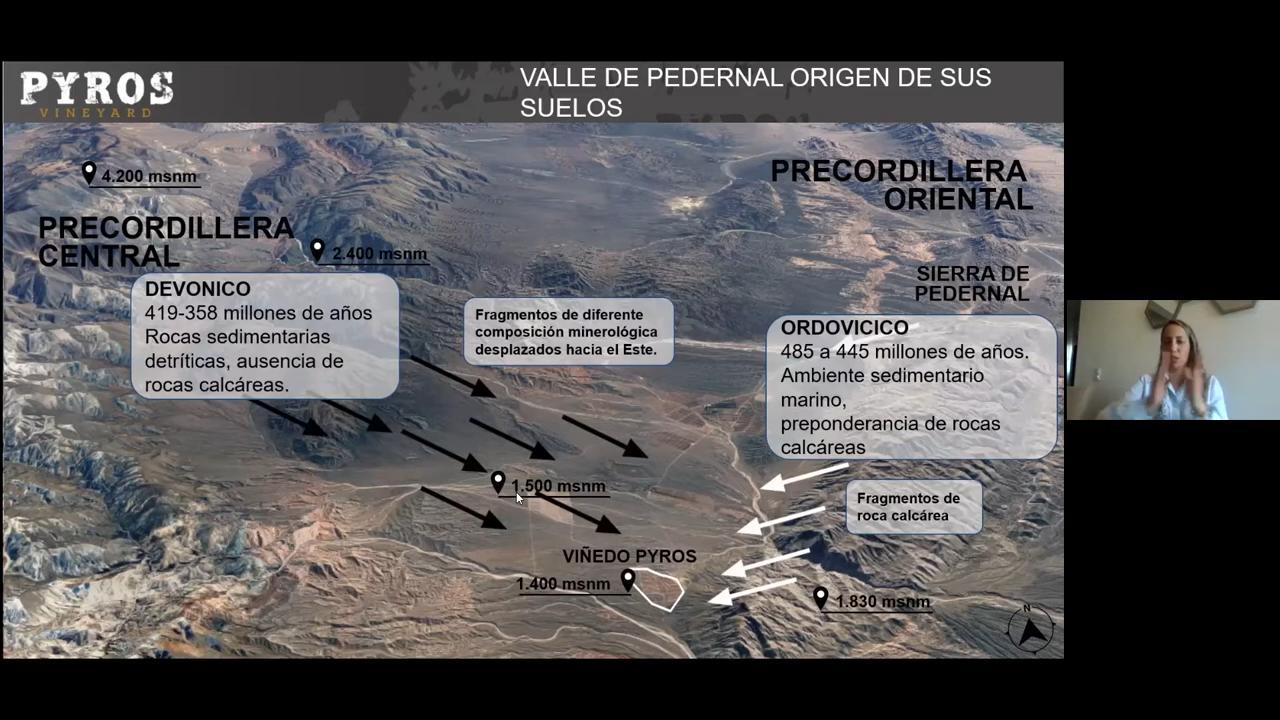 PYROS
VINEYARD
VALLE DE PEDERNAL ORIGEN DE SUS
SUELOS
4.200 msnm
PRECORDILLERA
CENTRAL
2.400 msnm
PRECORDILLERA
ORIENTAL
SIERRA DE
PEDERNAL
DEVONICO
419-358 millones de años
Rocas sedimentarias
detríticas, ausencia de
rocas calcáreas.
Fragmentos de diferente
composición minerológica
desplazados hacia el Este.
ORDOVICICO
485 a 445 millones de años.
Ambiente sedimentario
marino,
preponderancia de rocas
calcáreas
1.500 msnm
Fragmentos de
roca calcárea
VIÑEDO PYROS
1.400 msnm
1.830 msnm
N